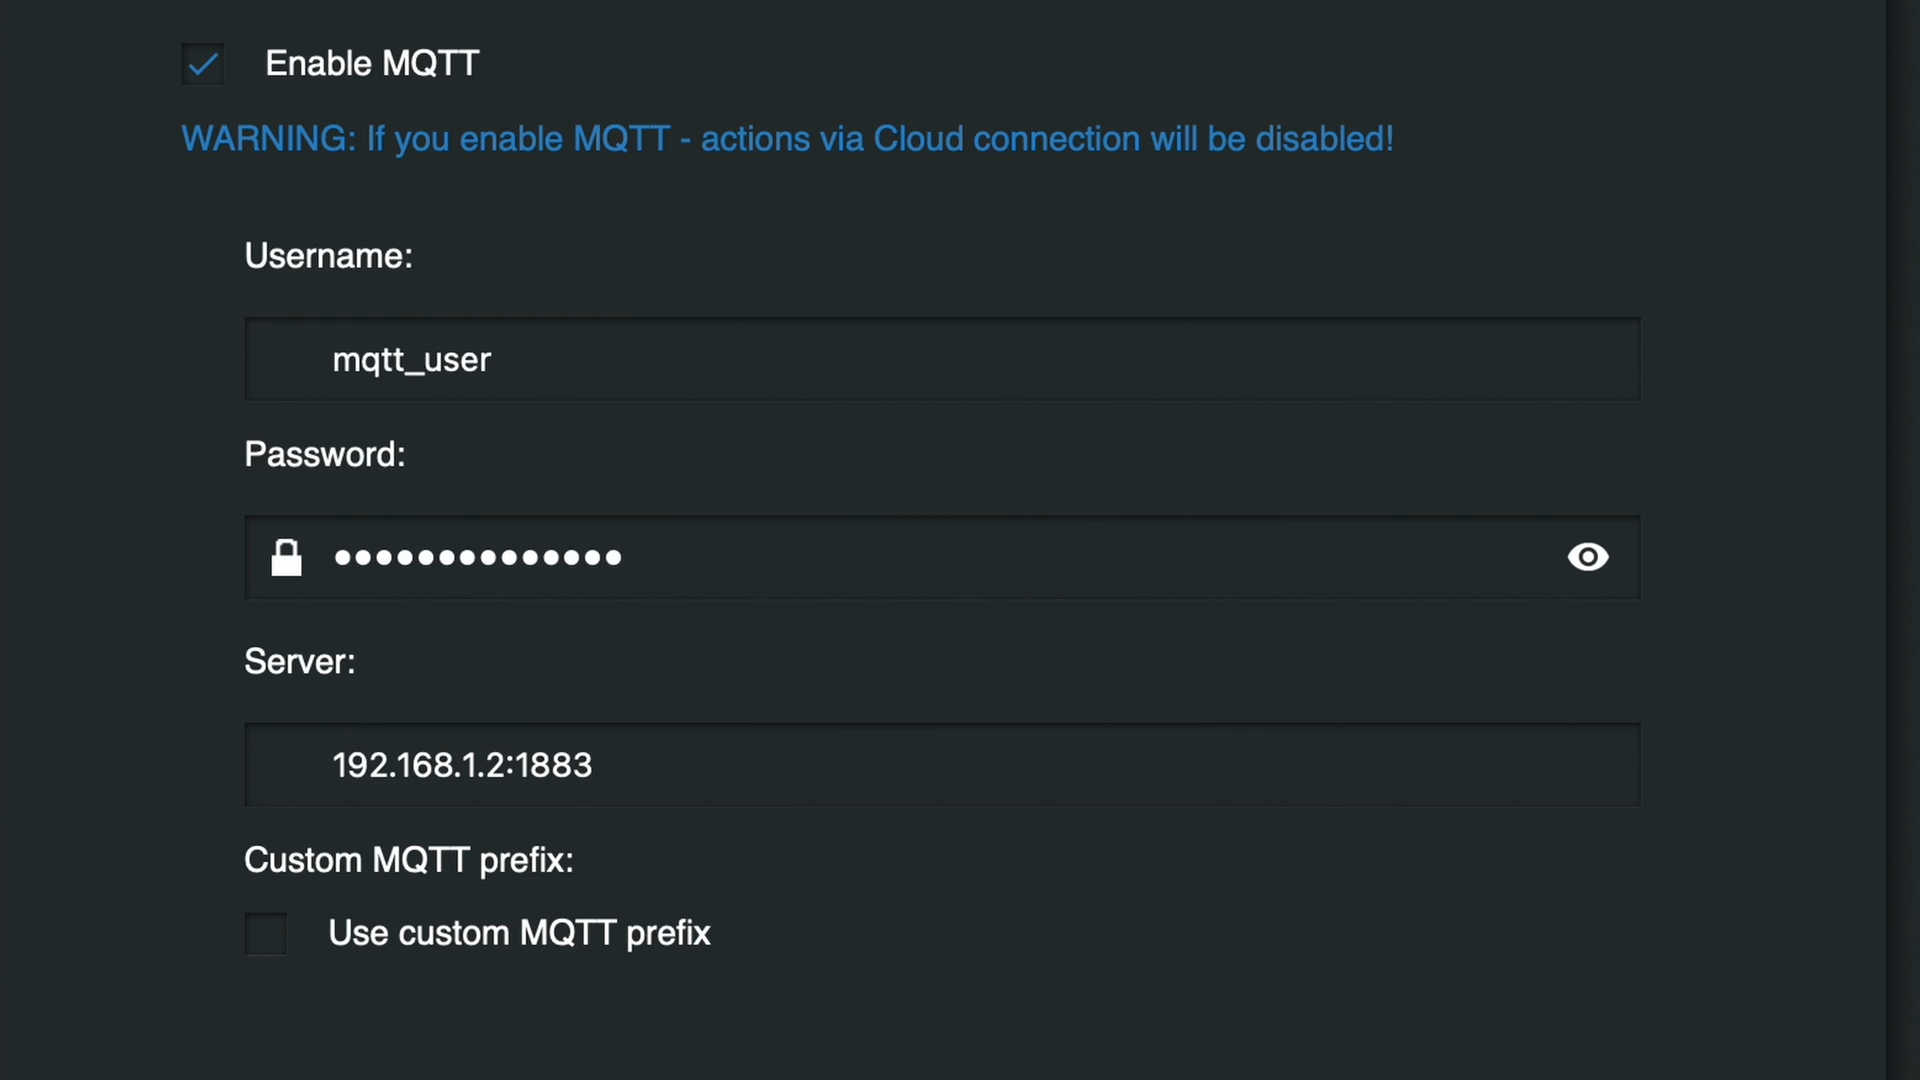 Enable MQTT
WARNING: If you enable MQTT - actions via Cloud connection will be disabled!
Username:
mqtt_user
Password:
••••••••••••••
Server:
192.168.1.2:1883
Custom MQTT prefix:
Use custom MQTT prefix